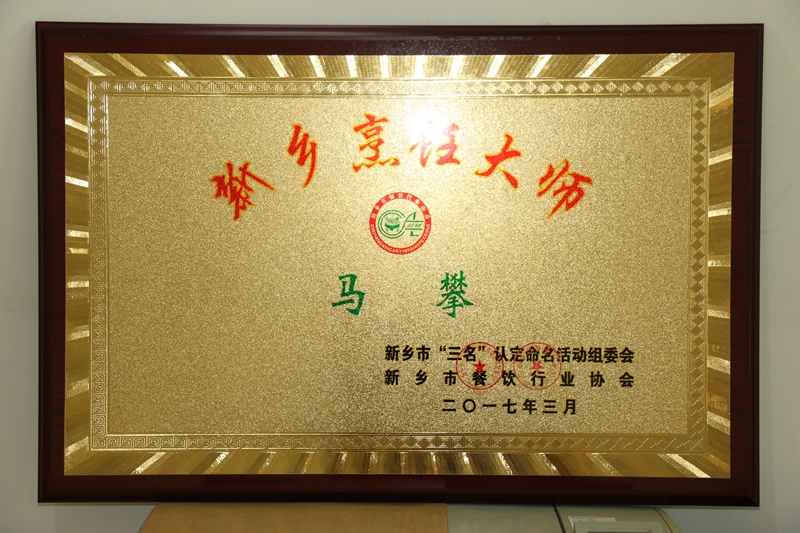 新乡烹饪大师
马攀
新乡市“三名”认定命名活动组委会
新乡市餐饮行业协会
二〇一七年三月